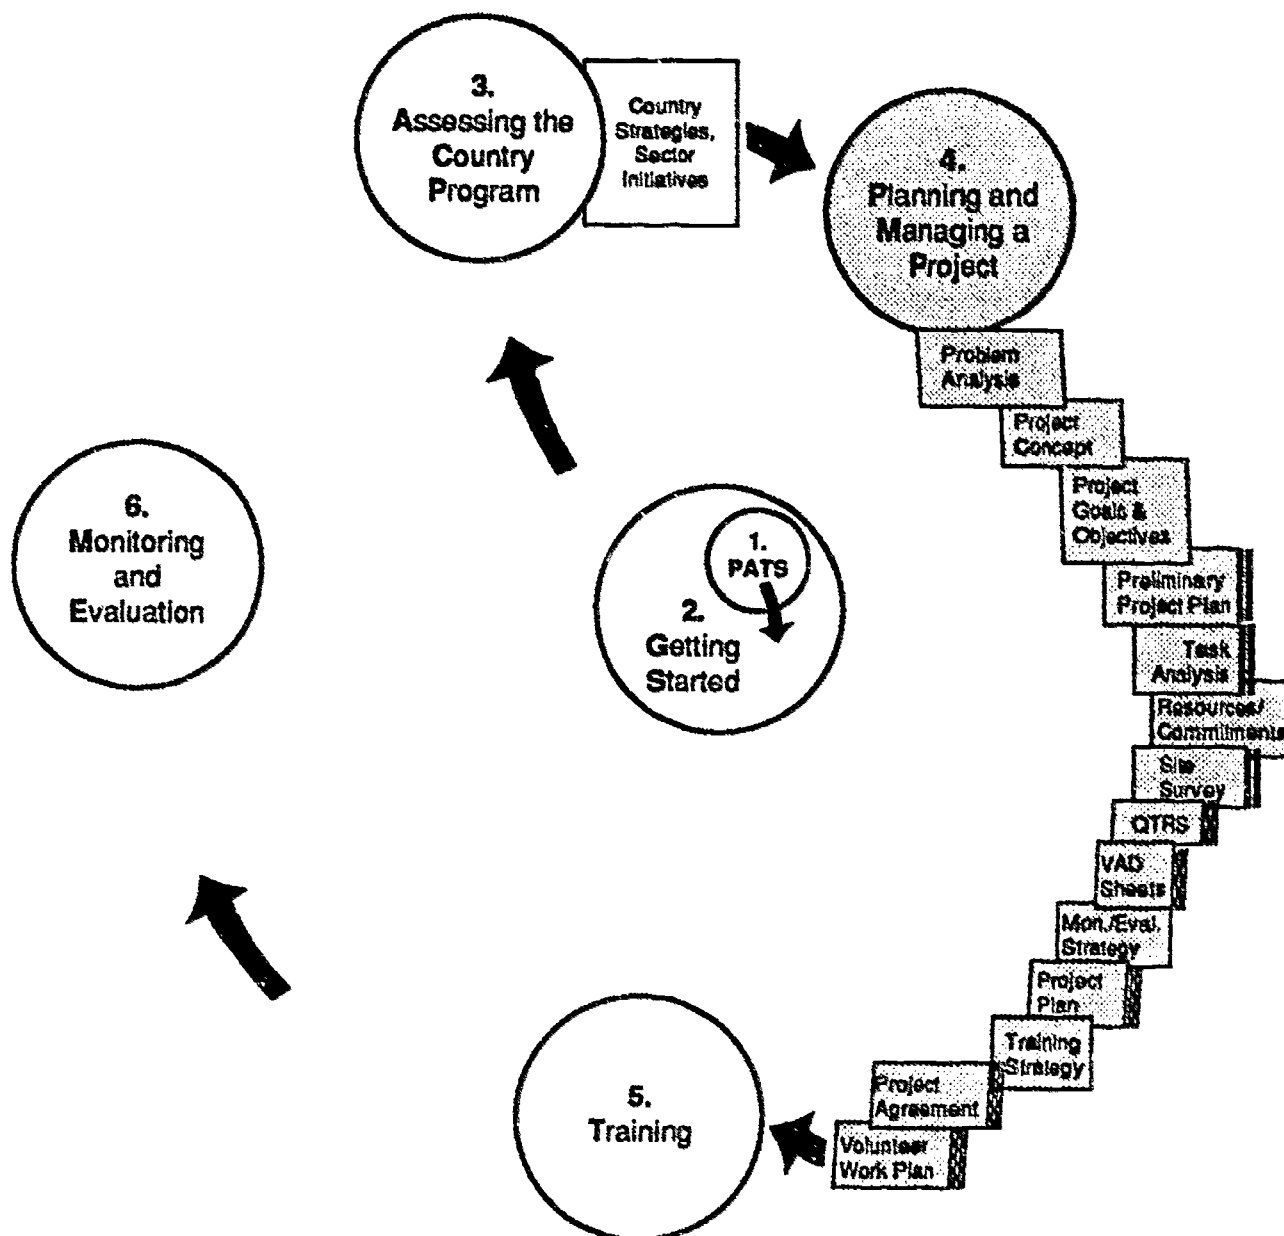 3.
Assessing the
Country
Program
Country
Strategies,
Sector
Initiatives
4.
Planning and
Managing a
Project
Problem
Analysis
Project
Concept
Project
Goals &
Objectives
Preliminary
Project Plan
Task
Analysis
Resources/
Commitments
Site
Survey
QTRS
VAD
Sheets
Mon./Eval.
Strategy
Project
Plan
Training
Strategy
Project
Agreement
Volunteer
Work Plan
5.
Training
6.
Monitoring
and
Evaluation
1.
PATS
2.
Getting
Started